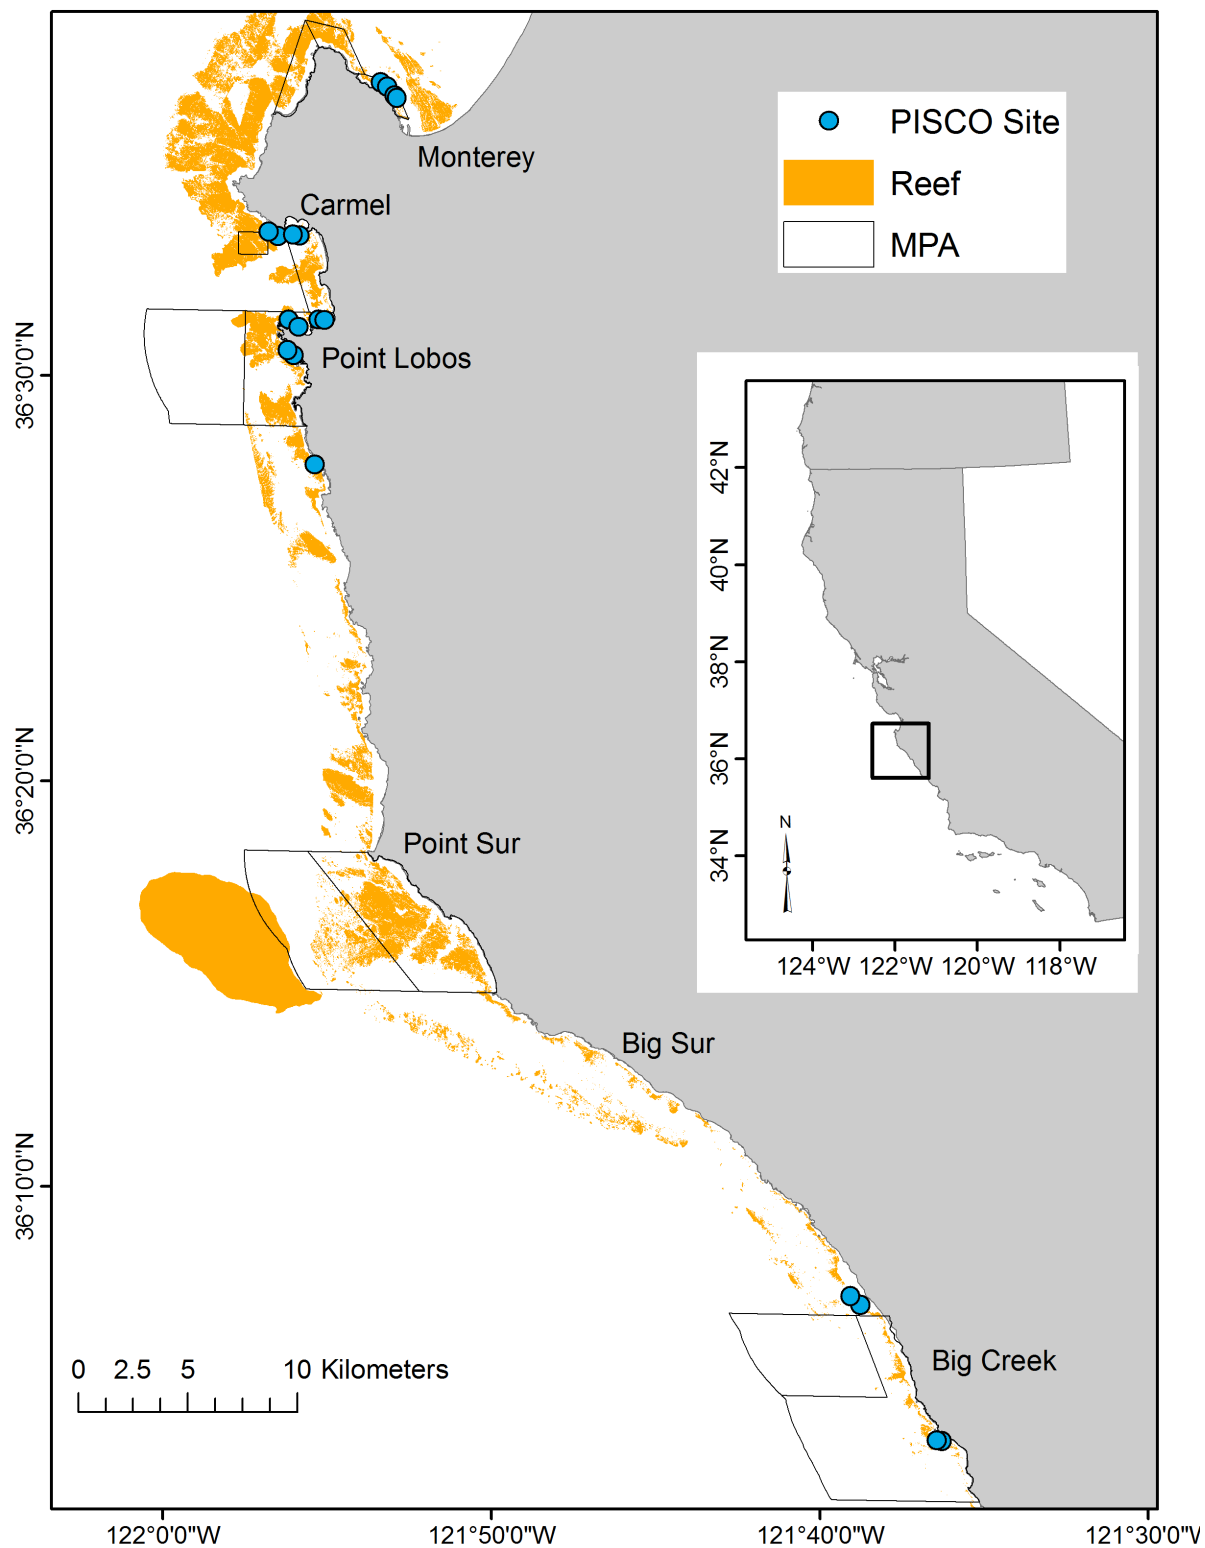 Monterey
Carmel
Point Lobos
Point Sur
Big Sur
Big Creek
PISCO Site
Reef
MPA
42°N
40°N
38°N
36°N
34°N
N
124°W
122°W
120°W
118°W
36°30'0"N
36°20'0"N
36°10'0"N
0 2.5 5 10 Kilometers
122°0'0"W
121°50'0"W
121°40'0"W
121°30'0"W